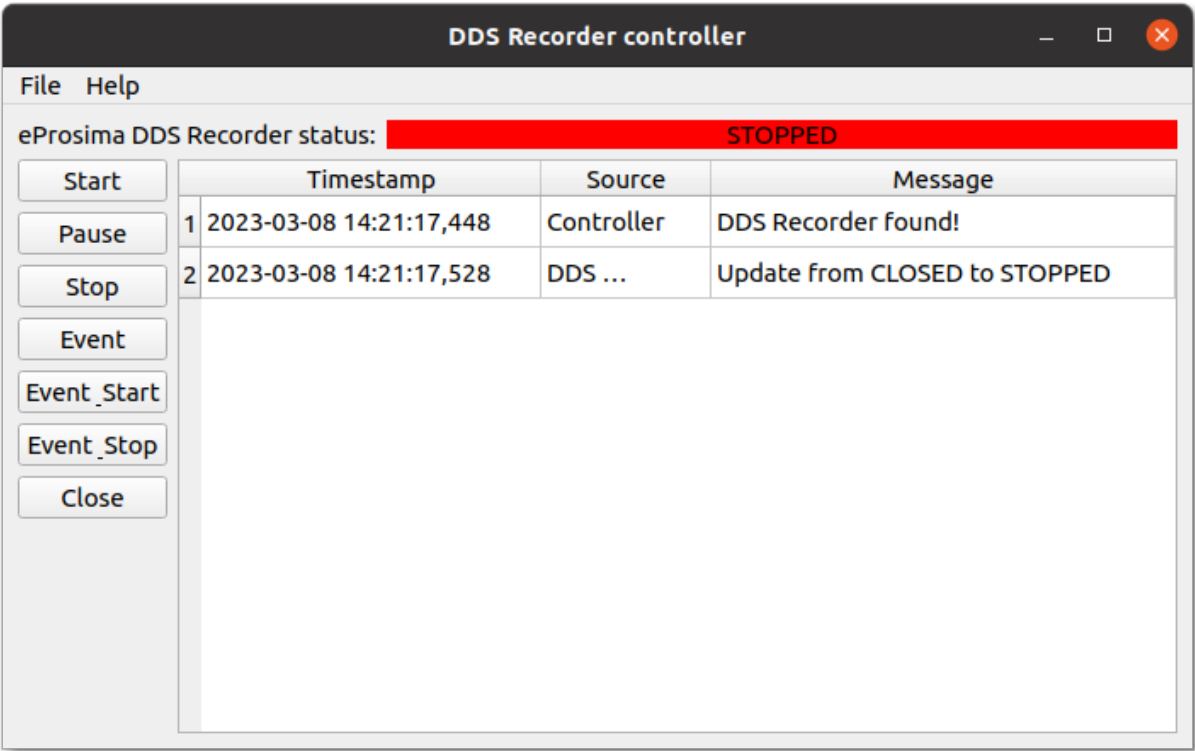 DDS Recorder controller
File Help
eProsima DDS Recorder status: STOPPED
Start
Pause
Stop
Event
Event_Start
Event_Stop
Close
Timestamp Source Message
1 2023-03-08 14:21:17,448 Controller DDS Recorder found!
2 2023-03-08 14:21:17,528 DDS ... Update from CLOSED to STOPPED